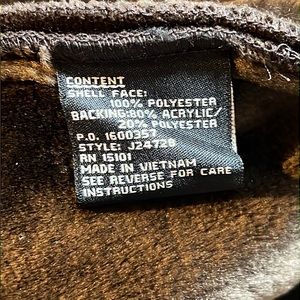 CONTENT
SHELL FACE:
100% POLYESTER
BACKING:80% ACRYLIC/
20% POLYESTER
P.O. 1600357
STYLE: J24728
RN 15101
MADE IN VIETNAM
SEE REVERSE FOR CARE
INSTRUCTIONS